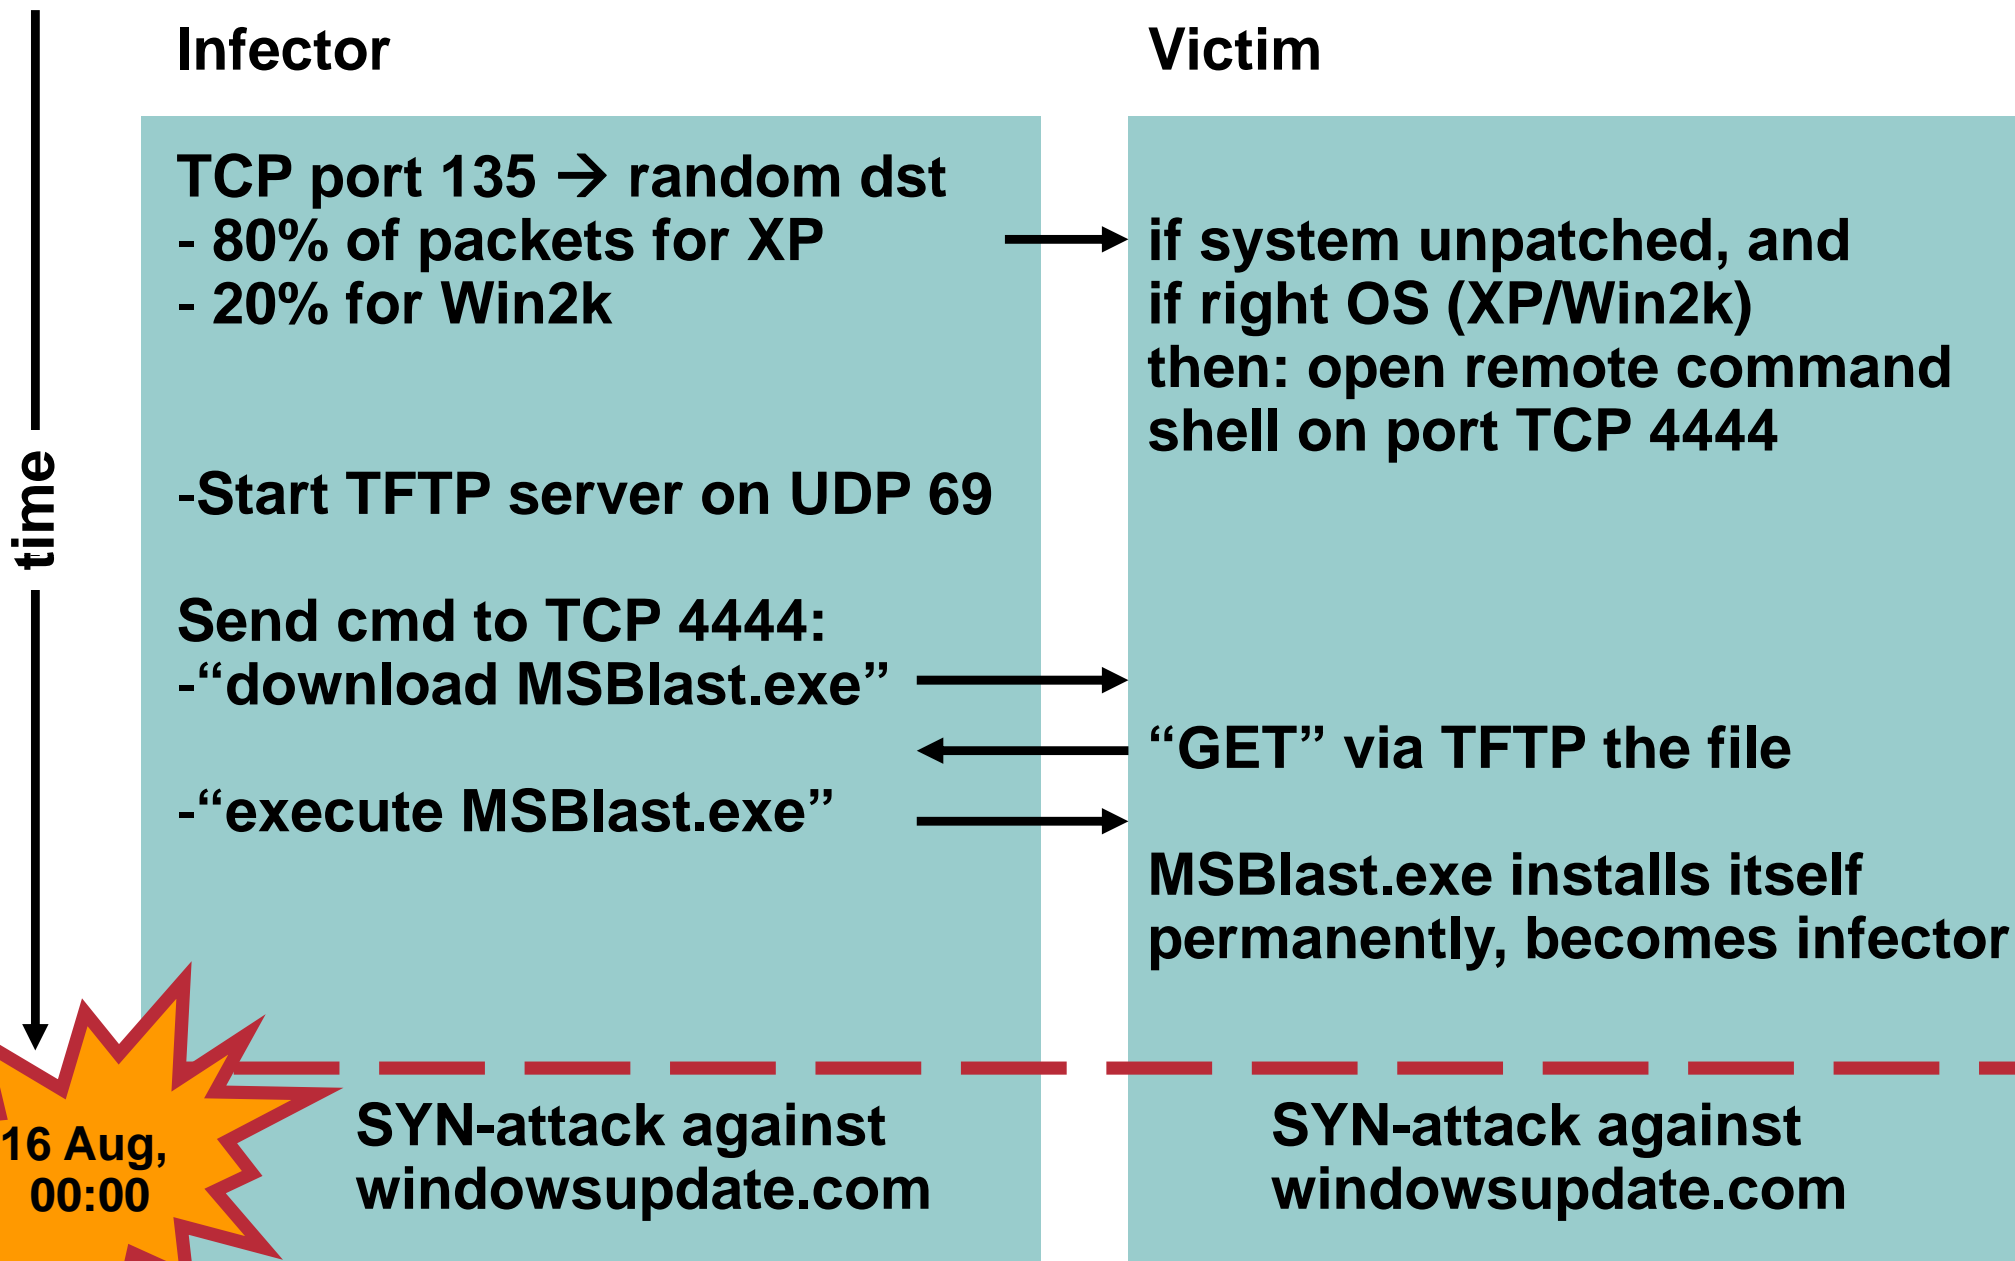 Infector
Victim
TCP port 135 → random dst
- 80% of packets for XP
- 20% for Win2k
if system unpatched, and
if right OS (XP/Win2k)
then: open remote command
shell on port TCP 4444
time
-Start TFTP server on UDP 69
Send cmd to TCP 4444:
-“download MSBlast.exe”
“GET” via TFTP the file
-“execute MSBlast.exe”
MSBlast.exe installs itself
permanently, becomes infector
16 Aug,
00:00
SYN-attack against
windowsupdate.com
SYN-attack against
windowsupdate.com